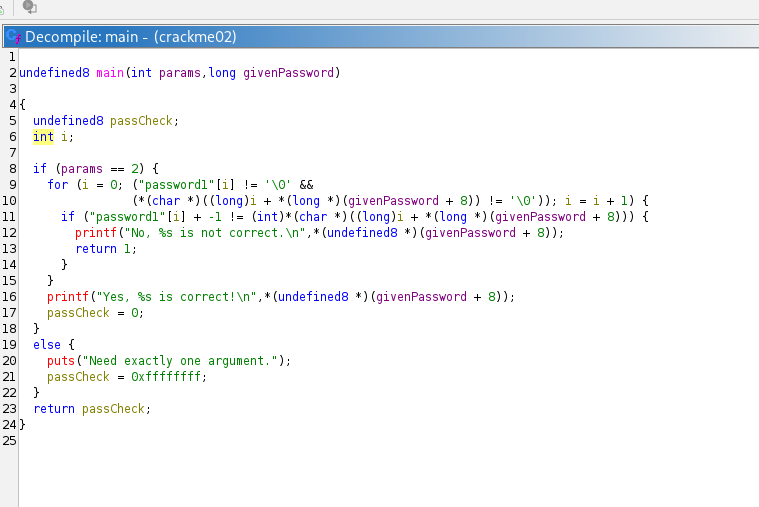 Decompile: main - (crackme02)
1
2 undefined8 main(int params,long givenPassword)
3
4 {
5   undefined8 passCheck;
6   int i;
7
8   if (params == 2) {
9     for (i = 0; ("password1"[i] != '\0' &&
10                 (*(char *)((long)i + *(long *)(givenPassword + 8)) != '\0')); i = i + 1) {
11       if ("password1"[i] + -1 != (int)*(char *)((long)i + *(long *)(givenPassword + 8))) {
12         printf("No, %s is not correct.\n",*(undefined8 *)(givenPassword + 8));
13         return 1;
14       }
15     }
16     printf("Yes, %s is correct!\n",*(undefined8 *)(givenPassword + 8));
17     passCheck = 0;
18   }
19   else {
20     puts("Need exactly one argument.");
21     passCheck = 0xffffffff;
22   }
23   return passCheck;
24 }
25